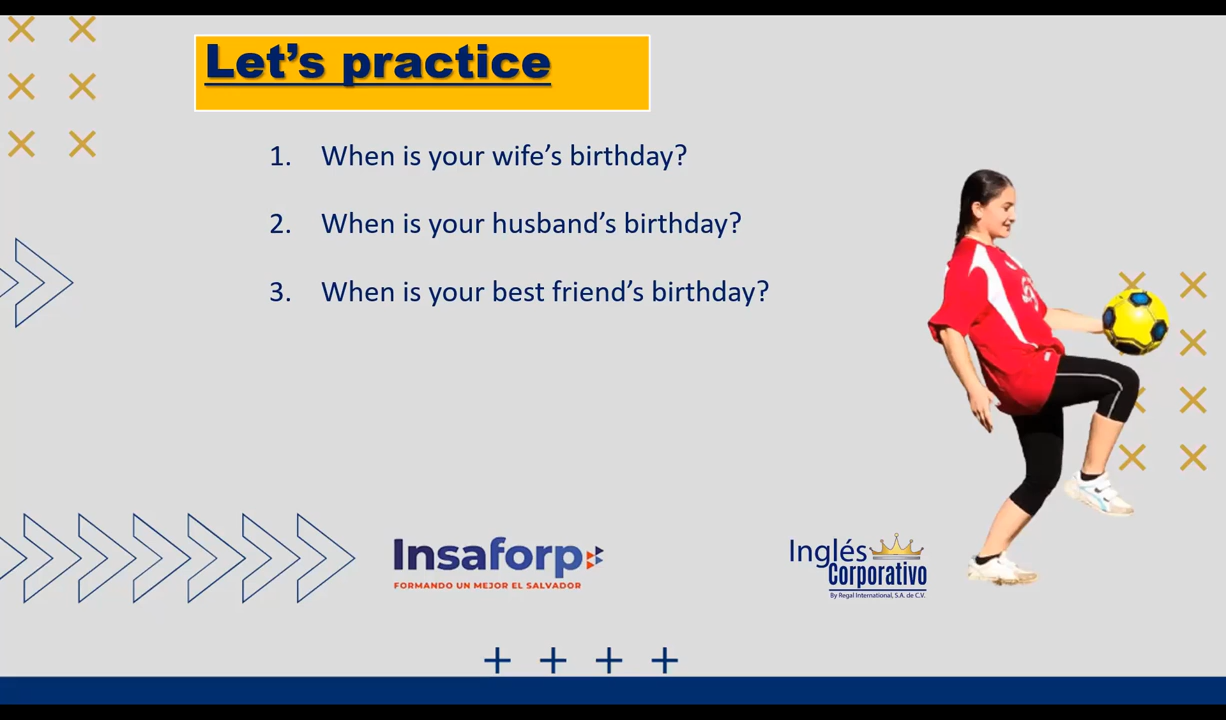 Let's practice
1. When is your wife's birthday?
2. When is your husband's birthday?
3. When is your best friend's birthday?
Insaforp
FORMANDO UN MEJOR EL SALVADOR
Inglés
Corporativo
By Regal International, S.A. de C.V.